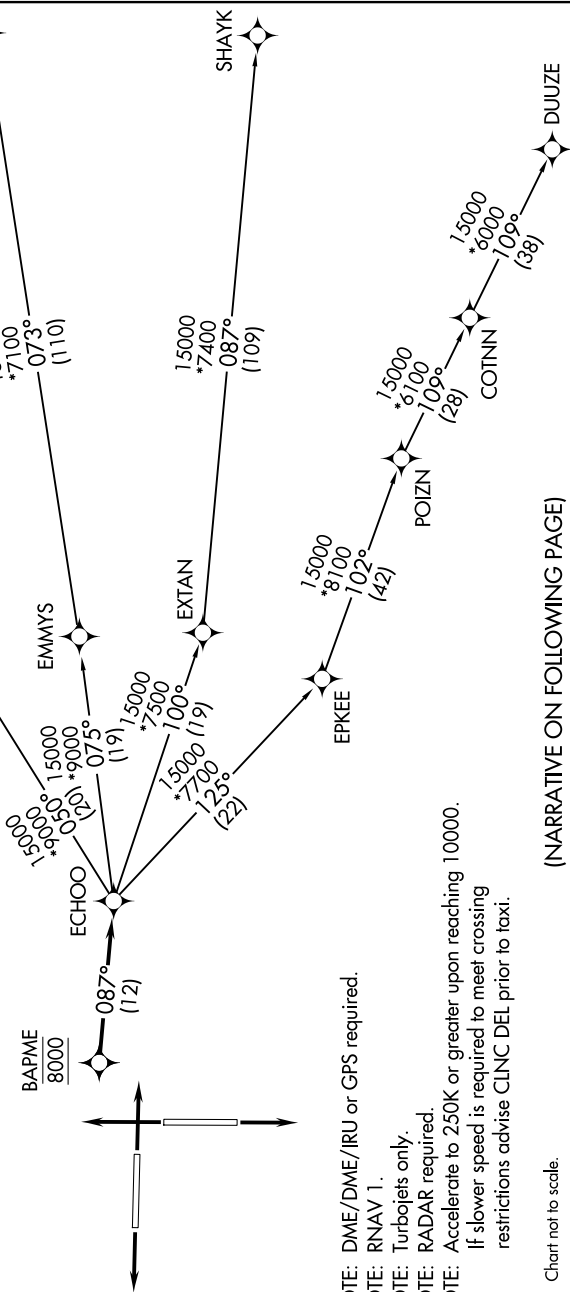 SHAYK
DUUZE
*7100
073°
(110)
15000
*7400
087°
(109)
15000
*6000
109°
(38)
15000
*6100
109°
(28)
COTNN
POIZN
15000
*8100
102°
(42)
EMMYS
EXTAN
EPKEE
15000
*9000
050°
(20)
15000
*9000
075°
(19)
15000
*7500
100°
(19)
15000
*7700
125°
(22)
ECHOO
087°
(12)
BAPME
8000
DME/DME/IRU or GPS required.
RNAV 1.
Turbojets only.
RADAR required.
Accelerate to 250K or greater upon reaching 10000.
If slower speed is required to meet crossing
restrictions advise CLNC DEL prior to taxi.
(NARRATIVE ON FOLLOWING PAGE)
Chart not to scale.